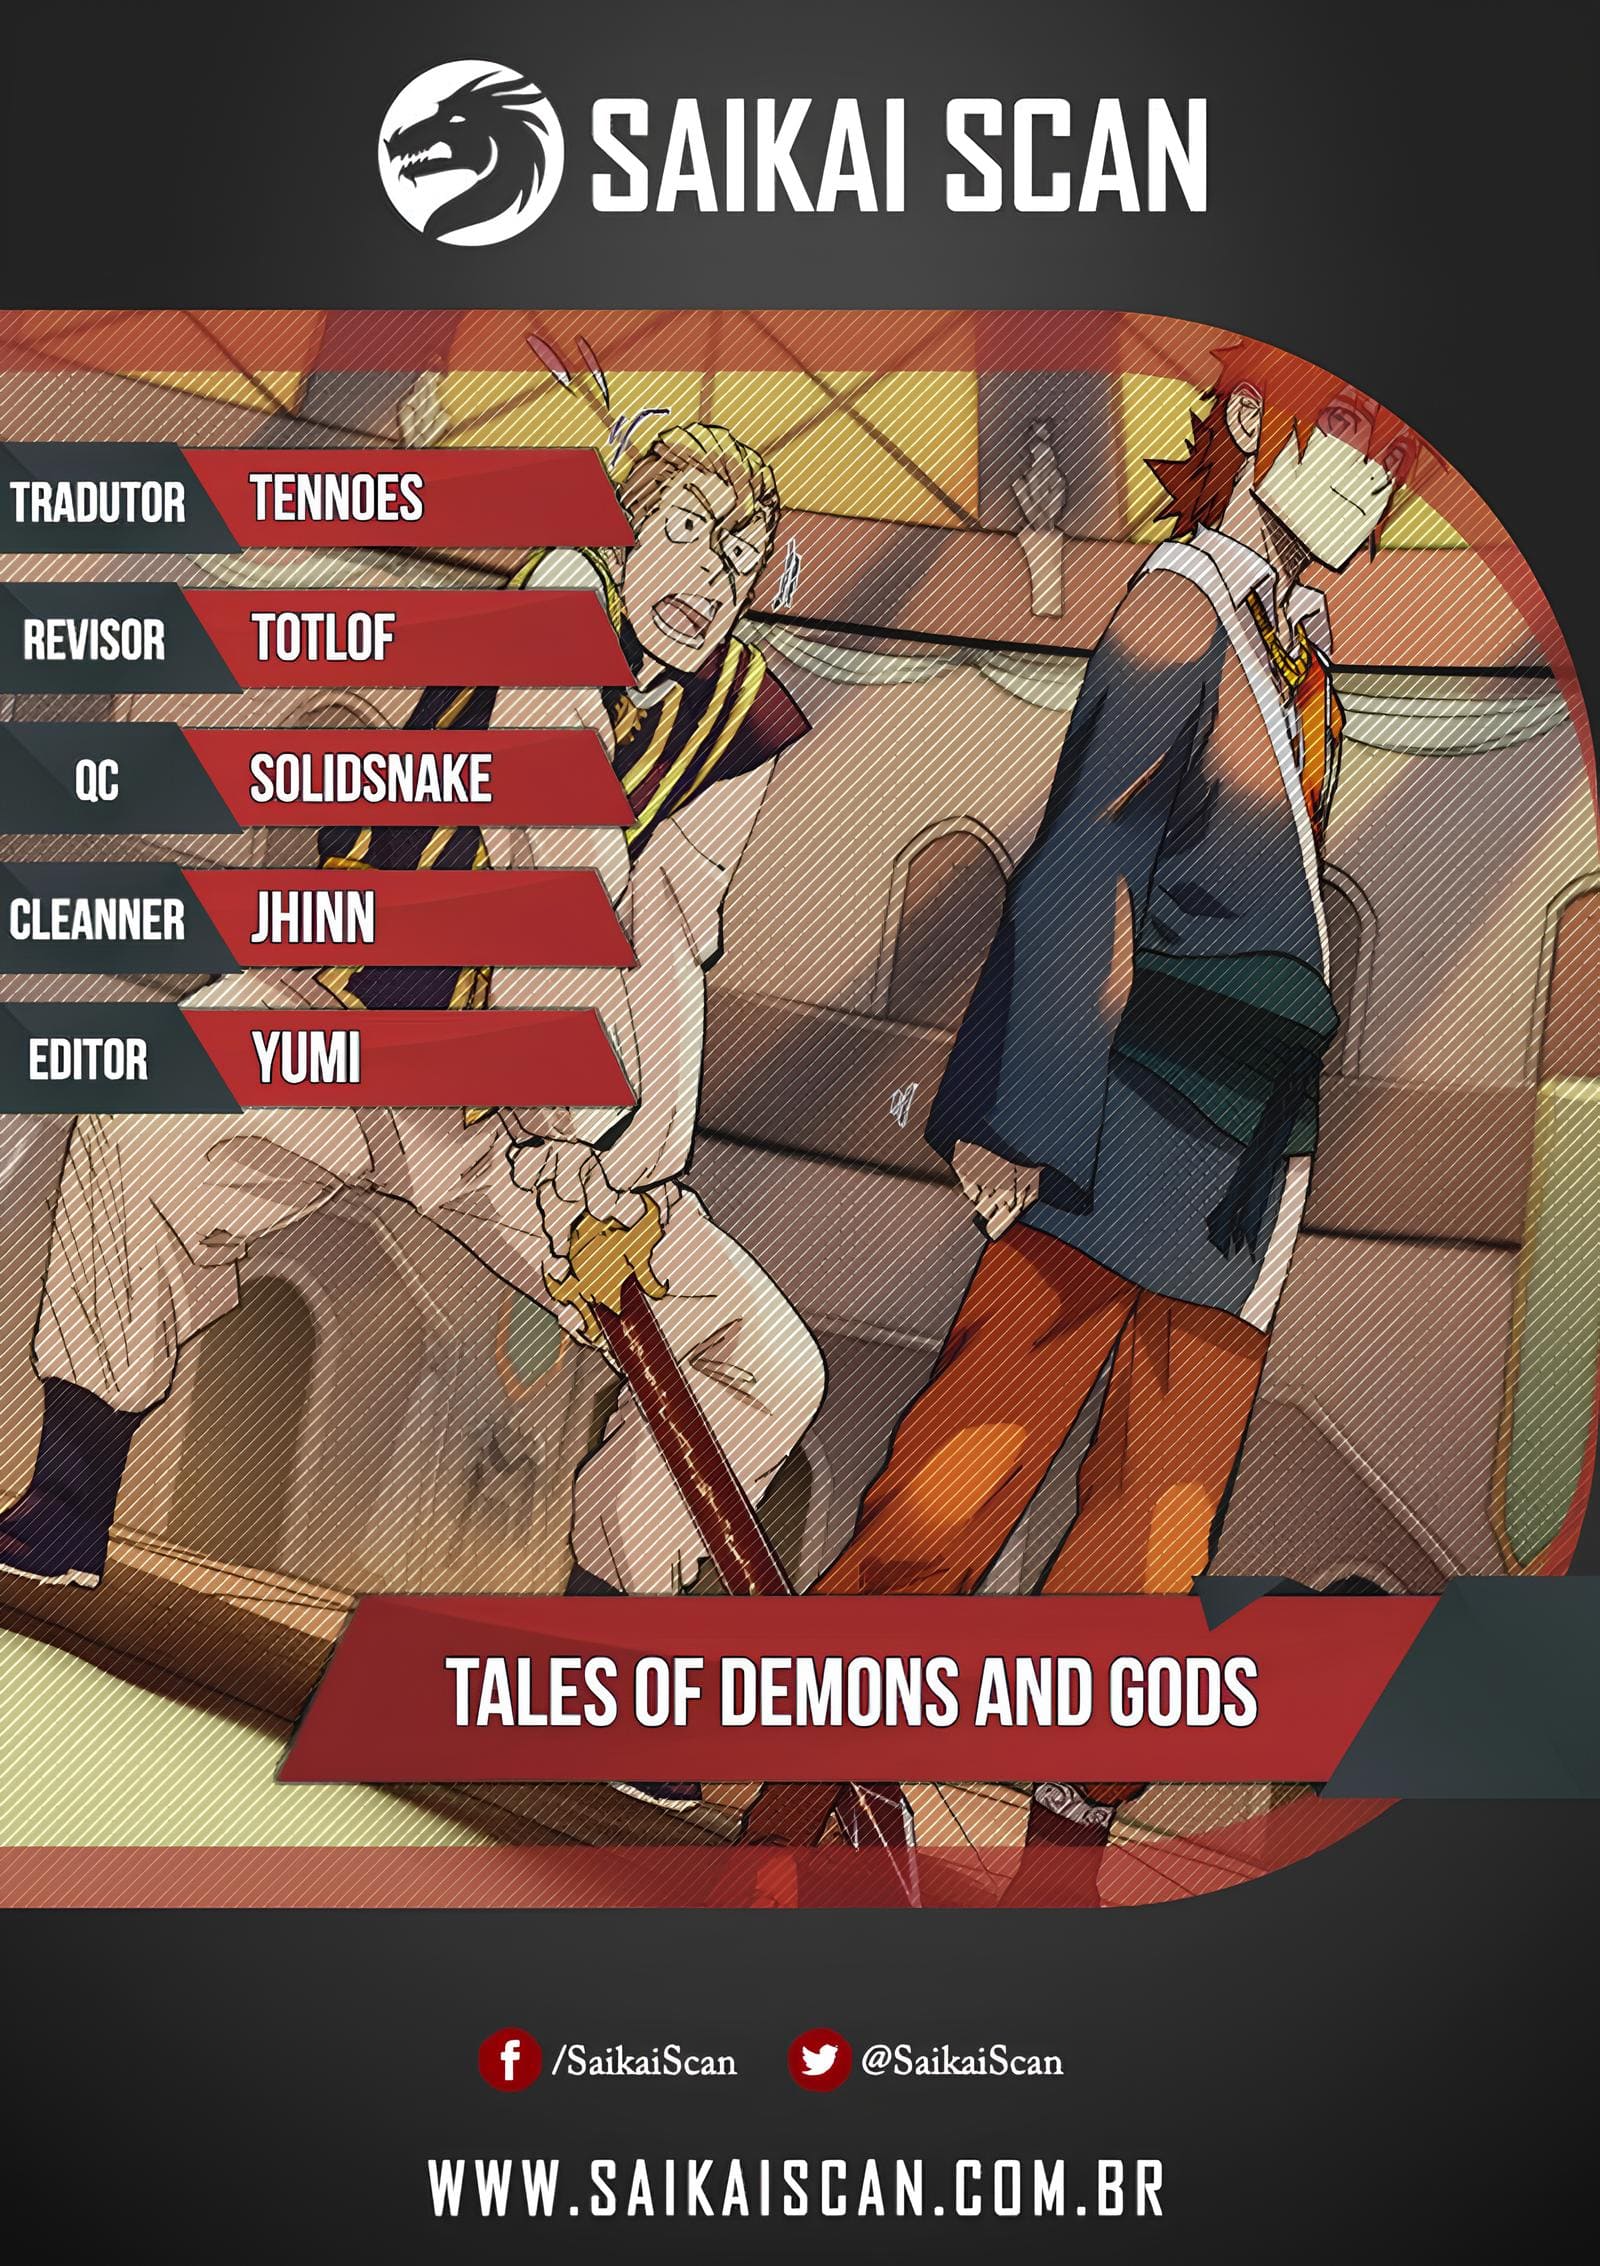 SAIKAI SCAN
TRADUTOR TENNOES
REVISOR TOTLOF
QC SOLIDSNAKE
CLEANNER JHINN
EDITOR YUMI
TALES OF DEMONS AND GODS
/SaikaiScan @SaikaiScan
WWW.SAIKAISCAN.COM.BR